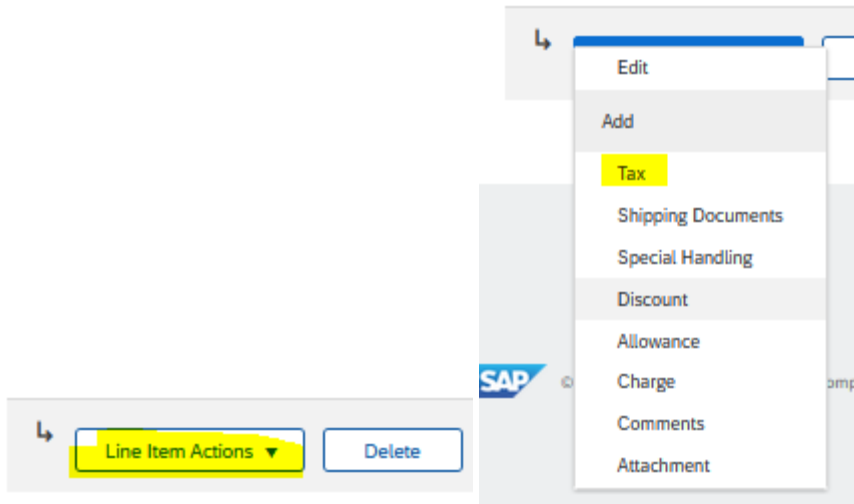 Line Item Actions ▼
Delete
Edit
Add
Tax
Shipping Documents
Special Handling
Discount
Allowance
SAP ©
Charge
Comments
Attachment